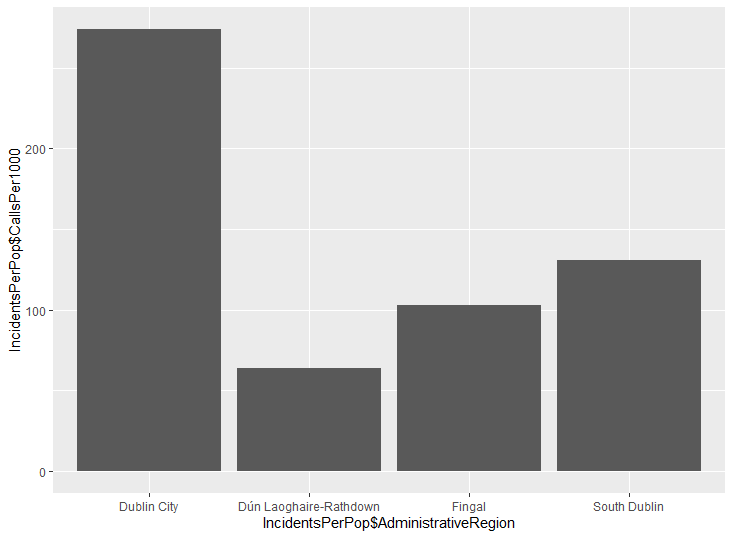 IncidentsPerPop$CallsPer1000
200
100
0
Dublin City Dún Laoghaire-Rathdown Fingal South Dublin
IncidentsPerPop$AdministrativeRegion